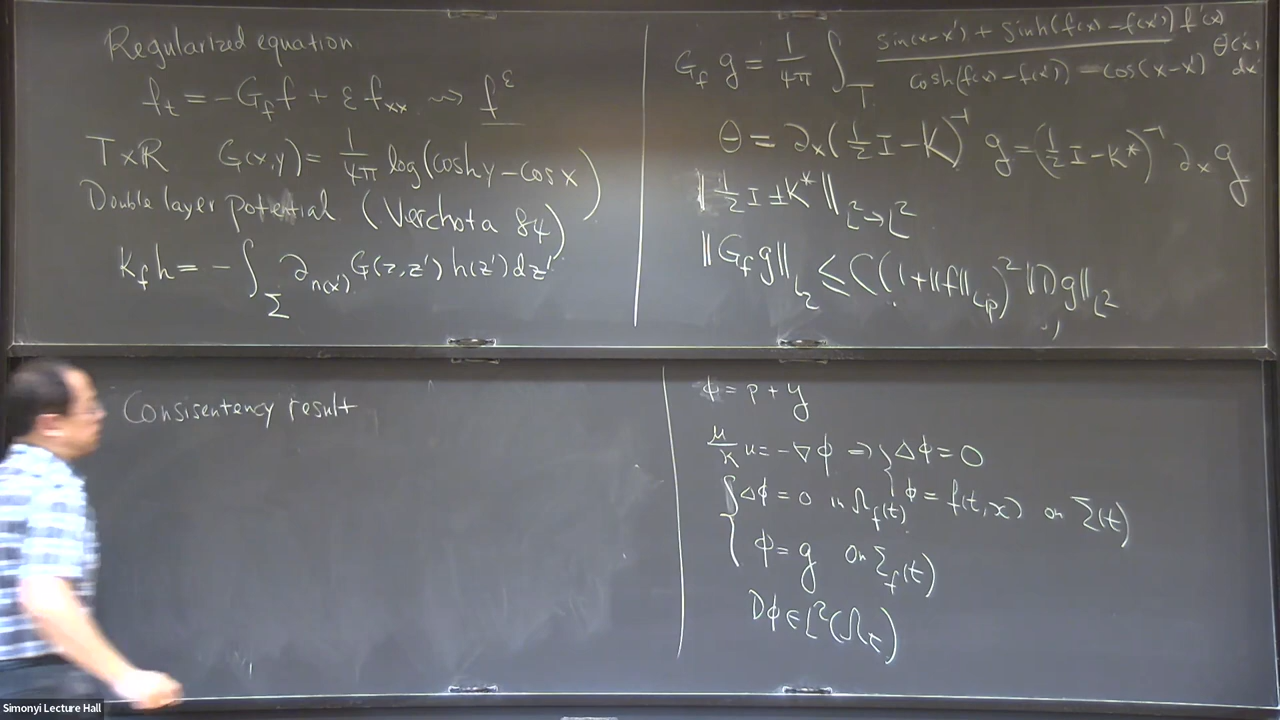 Regularized equation
f_t = -G_f f + ε f_xx ⇝ f^ε
T×R G(x,y) = 1/4π log(cosh y - cos x)
Double layer potential (Verchota 84)
K_f h = -∫_Σ ∂_n(x) G(z,z') h(z') dz'
G_f g = 1/4π ∫_T sin(x-x') + sinh(f(x)-f(x')) f'(x) / cosh(f(x)-f(x')) - cos(x-x') θ(x') dx'
θ = ∂_x (1/2 I - K)^-1 g = (1/2 I - K*)^-1 ∂_x g
‖1/2 I ± K*‖_L²→L²
‖G_f g‖_L² ≤ C(1+‖f‖_Lip)² ‖Dg‖_L²
Consisentency result
φ = p + y
μ/κ u = -∇φ ⇒ { Δφ = 0
φ = f(t,x) on Σ(t)
{ Δφ = 0 in Ω_f(t)
φ = g on Σ_f(t)
Dφ ∈ L²(Ω_t)
Simonyi Lecture Hall